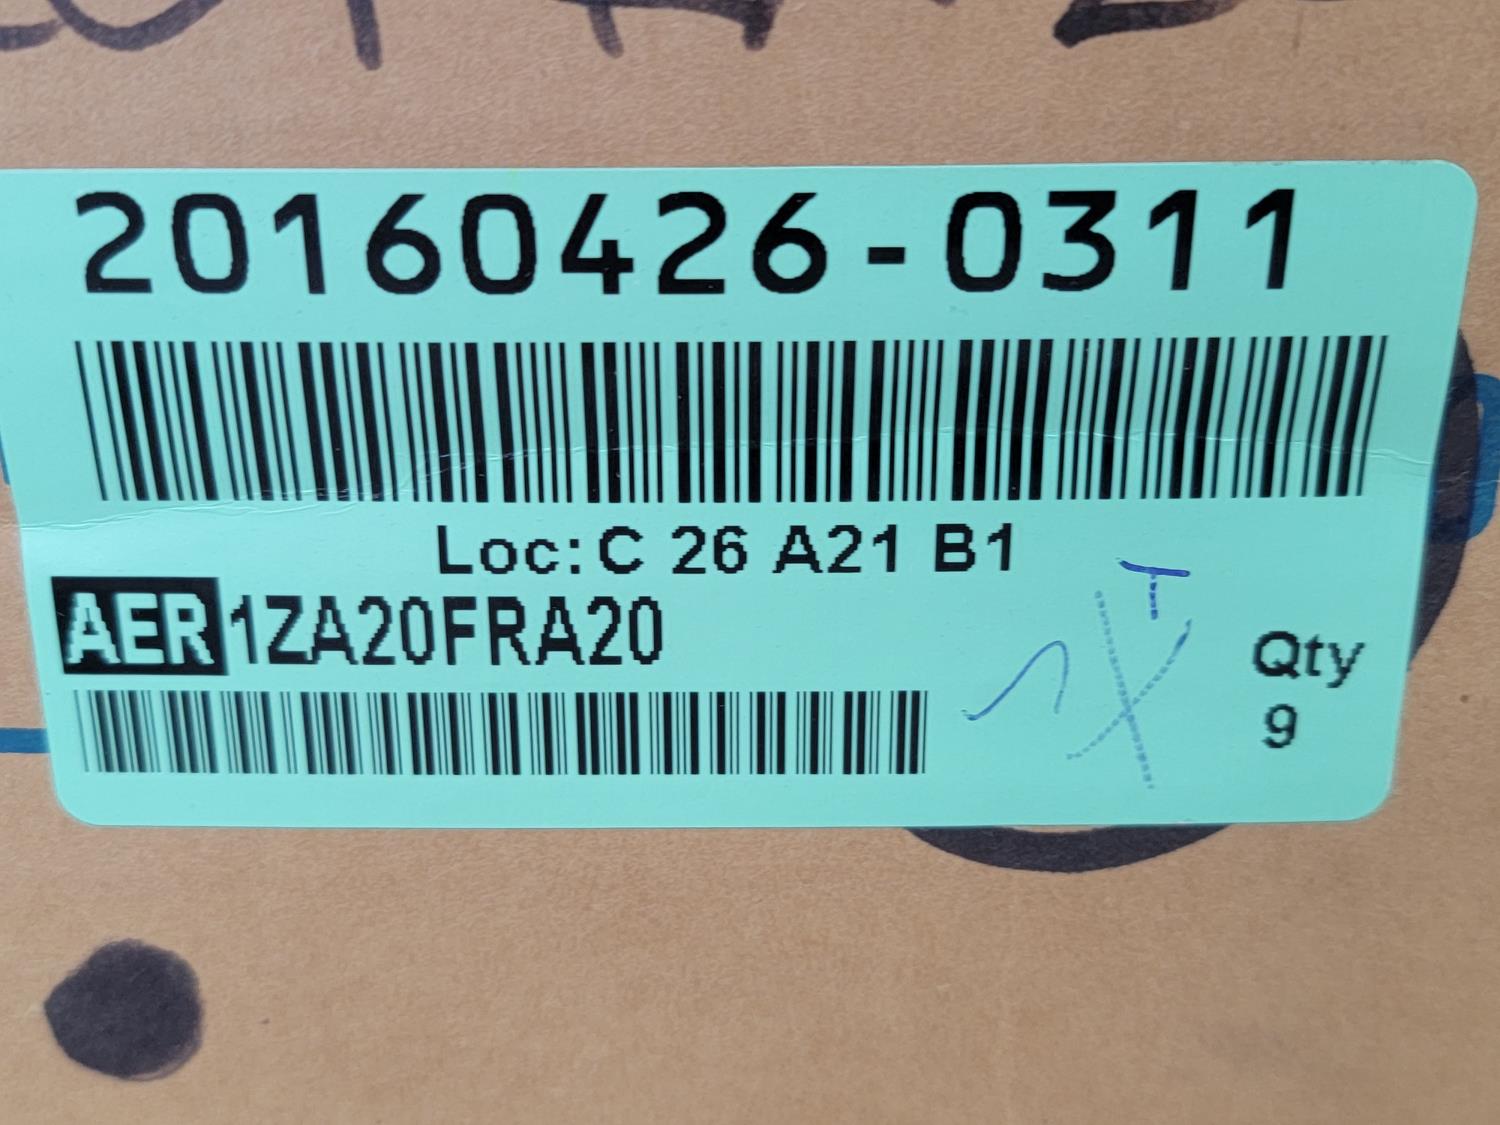 20160426-0311
Loc: C 26 A21 B1
AER 1ZA20FRA20
Qty
9